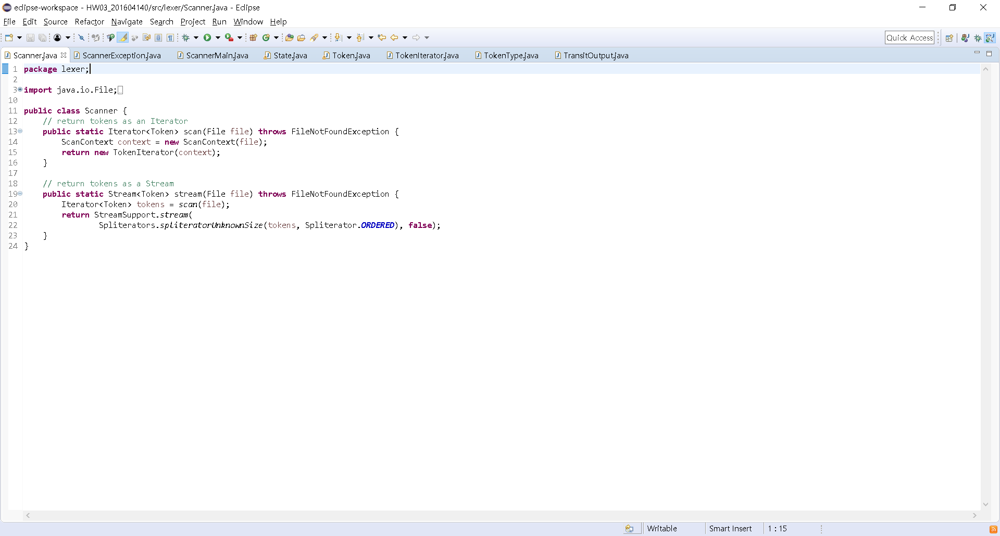 eclipse-workspace - HW03_201604140/src/lexer/Scanner.java - Eclipse
File Edit Source Refactor Navigate Search Project Run Window Help
Quick Access
Scanner.java ScannerException.java ScannerMain.java State.java Token.java TokenIterator.java TokenType.java TransitOutput.java
1 package lexer;
2
3 import java.io.File;
10
11 public class Scanner {
12     // return tokens as an Iterator
13     public static Iterator<Token> scan(File file) throws FileNotFoundException {
14         ScanContext context = new ScanContext(file);
15         return new TokenIterator(context);
16     }
17
18     // return tokens as a Stream
19     public static Stream<Token> stream(File file) throws FileNotFoundException {
20         Iterator<Token> tokens = scan(file);
21         return StreamSupport.stream(
22                 Spliterators.spliteratorUnknownSize(tokens, Spliterator.ORDERED), false);
23     }
24 }
Writable Smart Insert 1 : 15